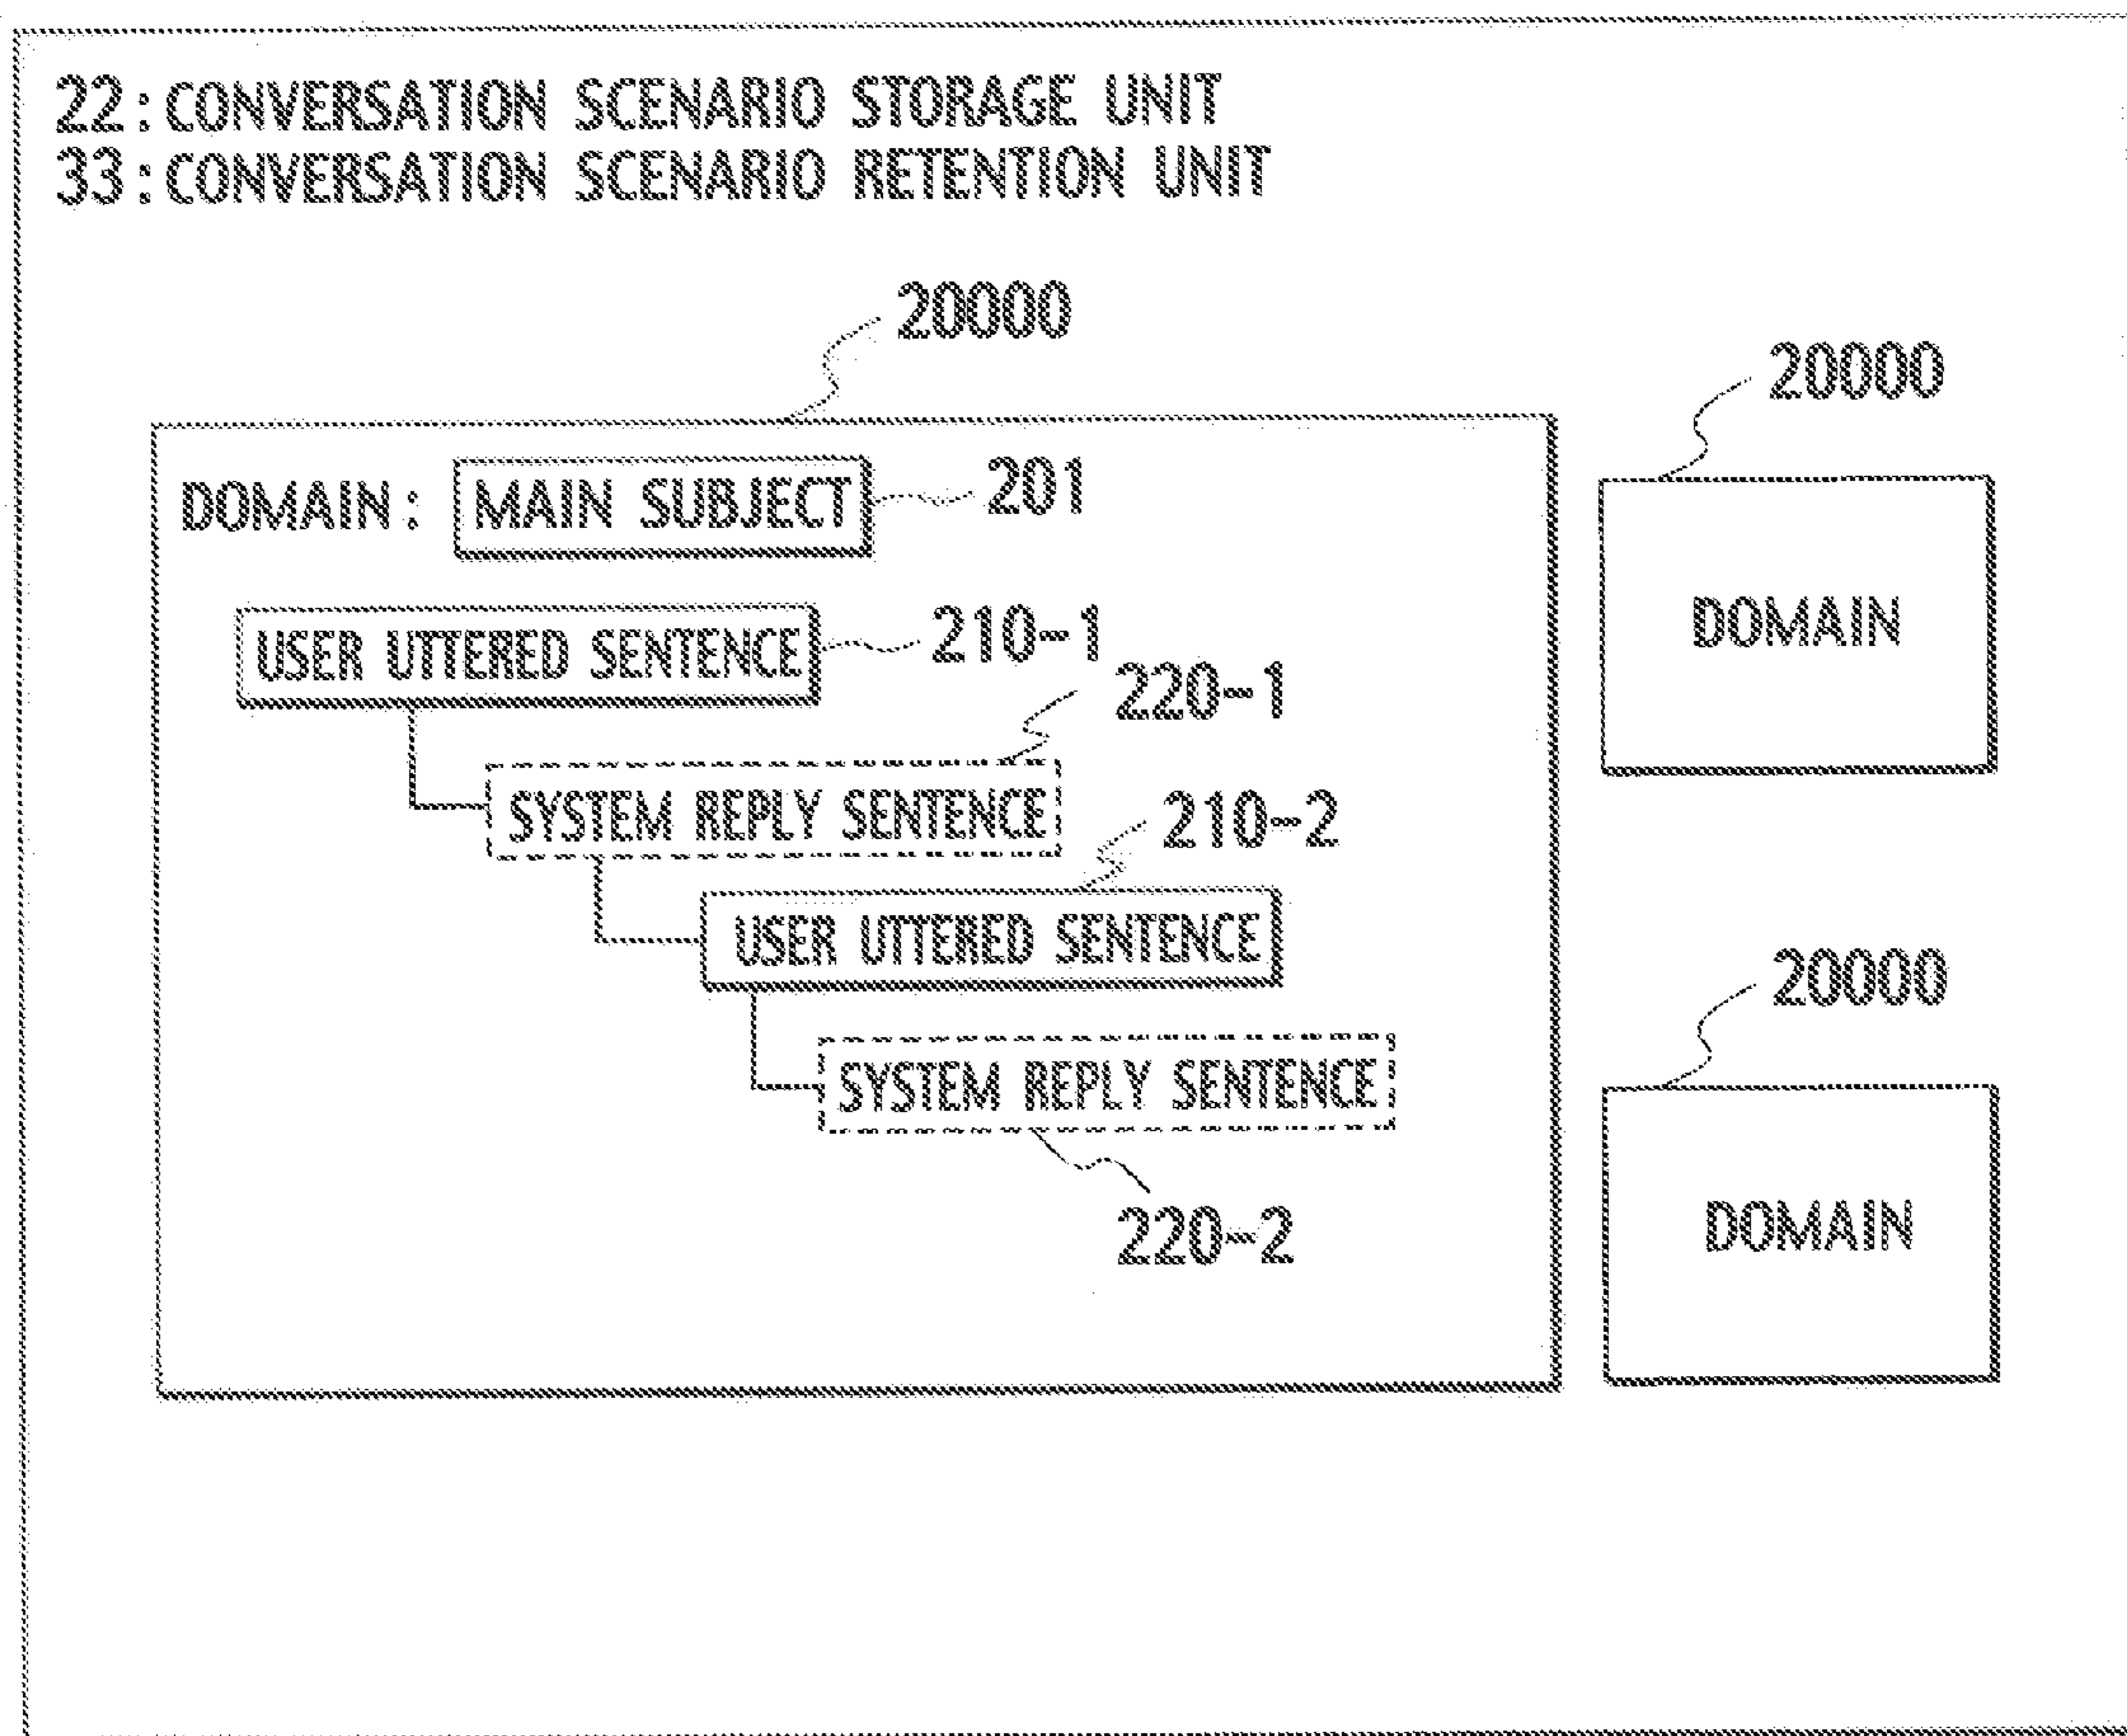 22:CONVERSATION SCENARIO STORAGE UNIT
33:CONVERSATION SCENARIO RETENTION UNIT
20000
DOMAIN: MAIN SUBJECT 201
USER UTTERED SENTENCE 210-1
220-1
SYSTEM REPLY SENTENCE
210-2
USER UTTERED SENTENCE
SYSTEM REPLY SENTENCE
220-2
20000
DOMAIN
20000
DOMAIN